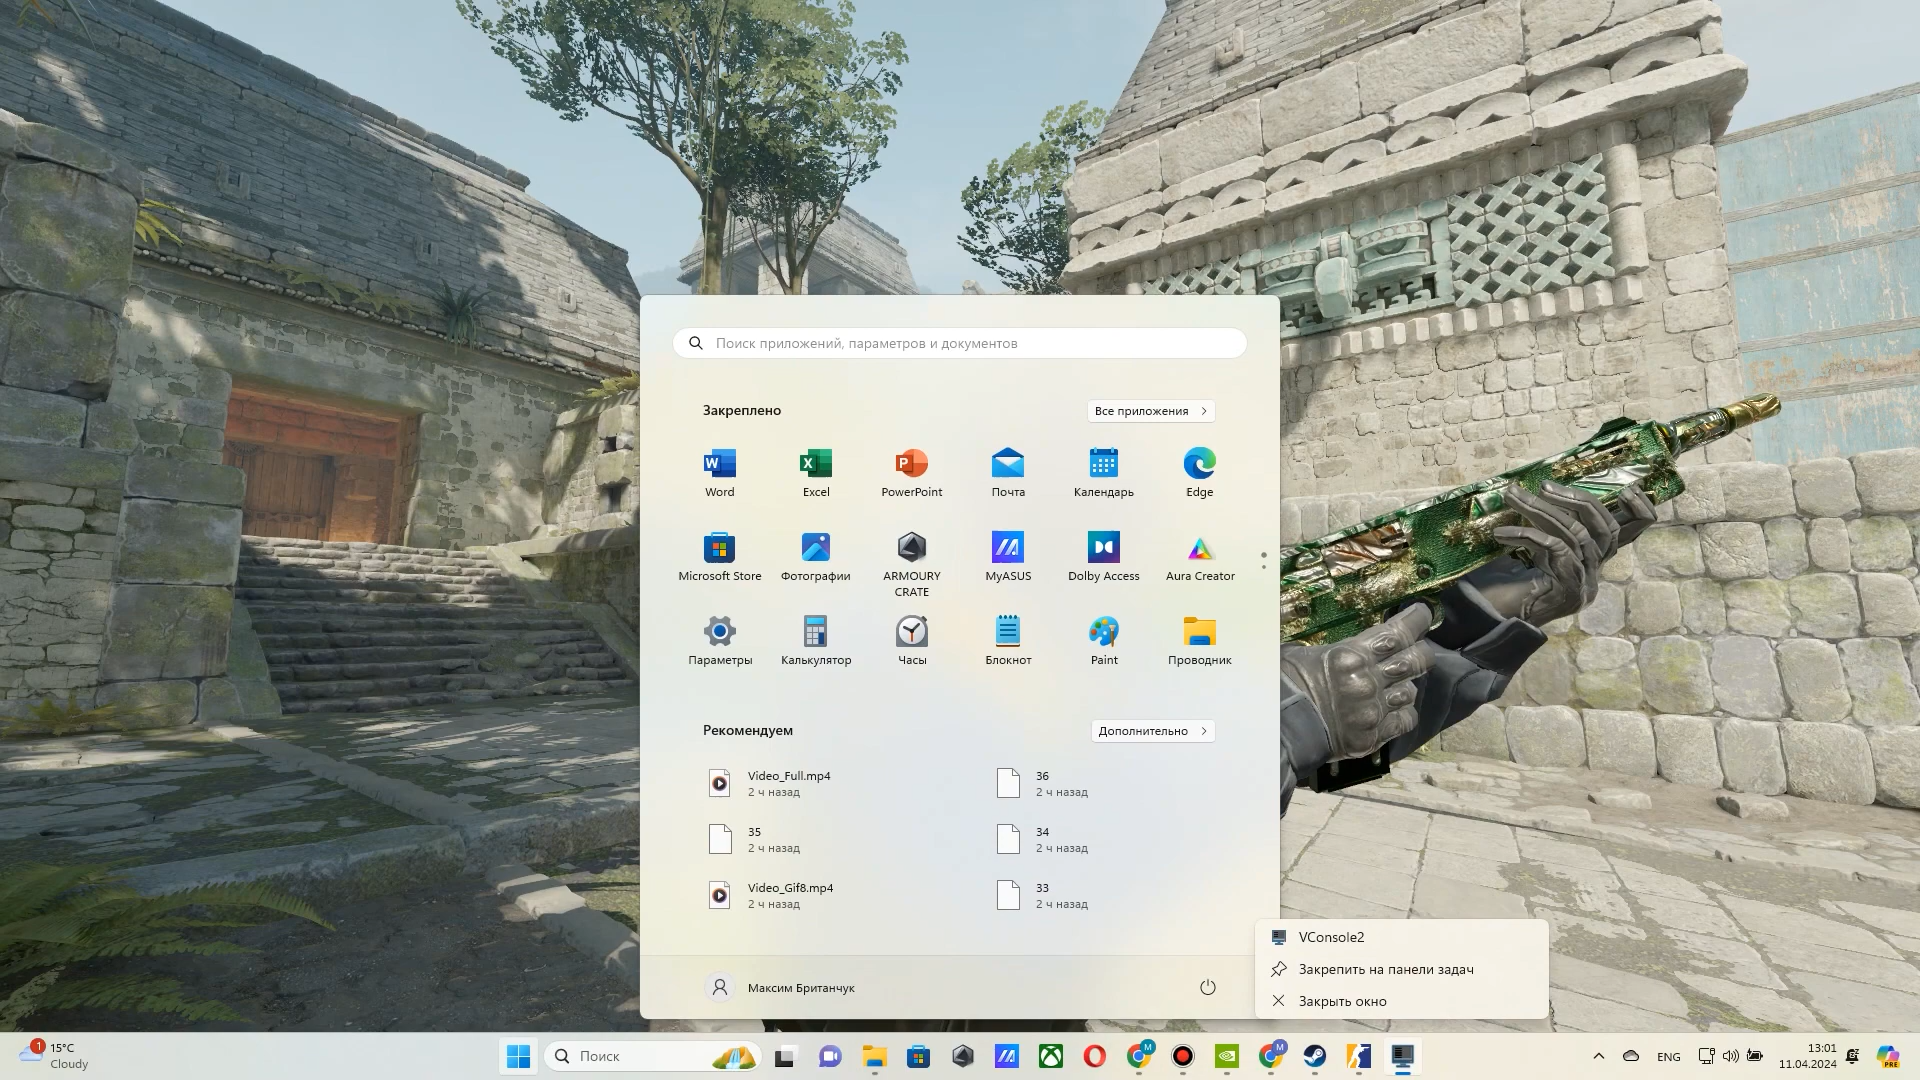 Поиск приложений, параметров и документов
Закреплено
Все приложения
Word
Excel
PowerPoint
Почта
Календарь
Edge
Microsoft Store
Фотографии
ARMOURY
CRATE
MyASUS
Dolby Access
Aura Creator
Параметры
Калькулятор
Часы
Блокнот
Paint
Проводник
Рекомендуем
Дополнительно
Video_Full.mp4
2 ч назад
36
2 ч назад
35
2 ч назад
34
2 ч назад
Video_Gif8.mp4
2 ч назад
33
2 ч назад
Максим Британчук
VConsole2
Закрепить на панели задач
Закрыть окно
1
15°C
Cloudy
Поиск
M
M
ENG
13:01
11.04.2024
PRE